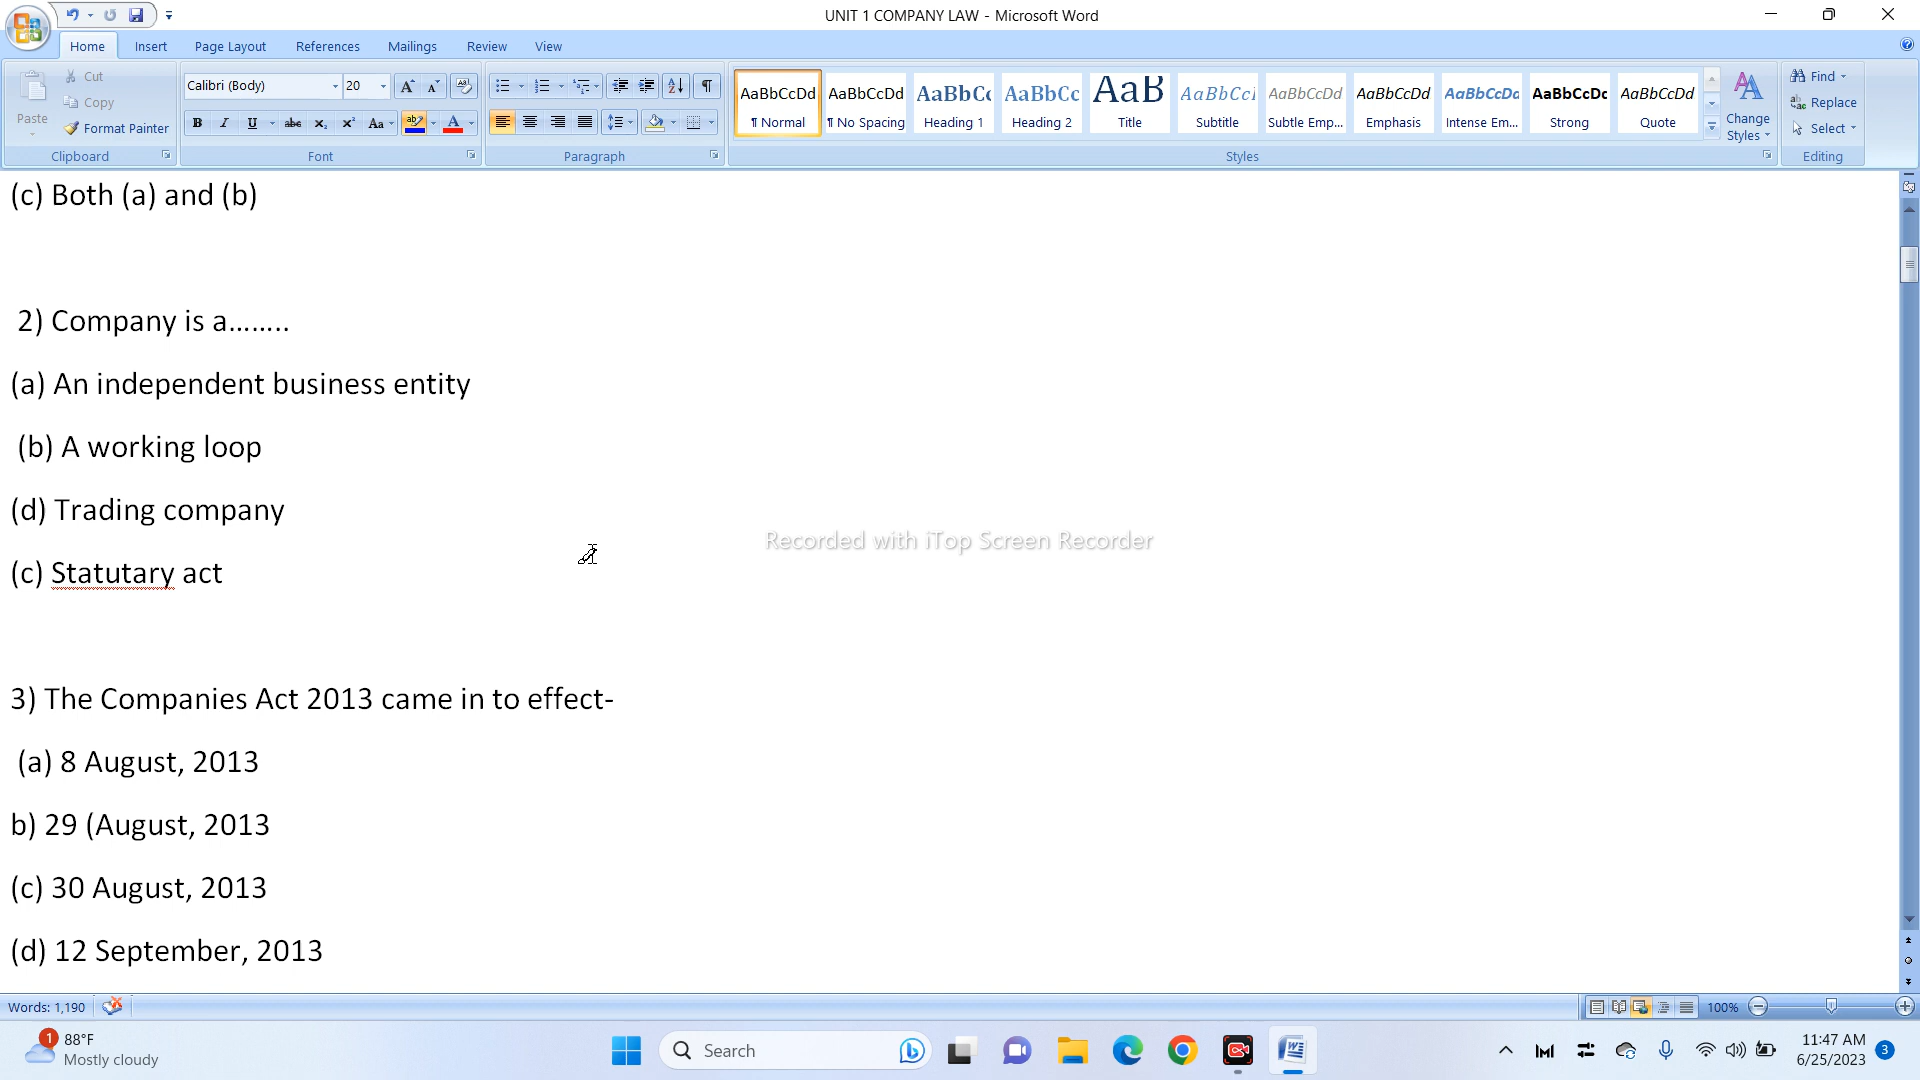 UNIT 1 COMPANY LAW - Microsoft Word
Home Insert Page Layout References Mailings Review View
Paste
Cut
Copy
Format Painter
Clipboard
Calibri (Body) 20
Font
Paragraph
AaBbCcDd AaBbCcDd AaBbCc AaBbCc AaB AaBbCcI AaBbCcDd AaBbCcDd AaBbCcDd AaBbCcDc AaBbCcDd
¶ Normal ¶ No Spacing Heading 1 Heading 2 Title Subtitle Subtle Emp... Emphasis Intense Em... Strong Quote
Change
Styles
Styles
Find
Replace
Select
Editing
(c) Both (a) and (b)
2) Company is a........
(a) An independent business entity
(b) A working loop
(d) Trading company
(c) Statutary act
Recorded with iTop Screen Recorder
3) The Companies Act 2013 came in to effect-
(a) 8 August, 2013
b) 29 (August, 2013
(c) 30 August, 2013
(d) 12 September, 2013
Words: 1,190
100%
1
88°F
Mostly cloudy
Search
11:47 AM
6/25/2023
3